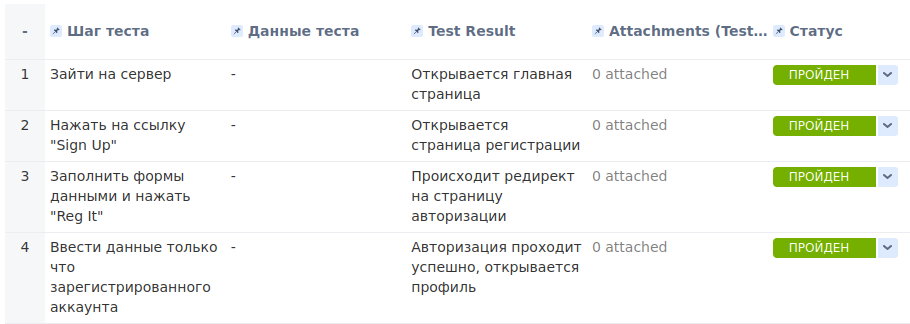 - Шаг теста Данные теста Test Result Attachments (Test... Статус
1 Зайти на сервер - Открывается главная 0 attached ПРОЙДЕН
страница
2 Нажать на ссылку - Открывается 0 attached ПРОЙДЕН
"Sign Up" страница регистрации
3 Заполнить формы - Происходит редирект 0 attached ПРОЙДЕН
данными и нажать на страницу
"Reg It" авторизации
4 Ввести данные только - Авторизация проходит 0 attached ПРОЙДЕН
что успешно, открывается
зарегистрированного профиль
аккаунта